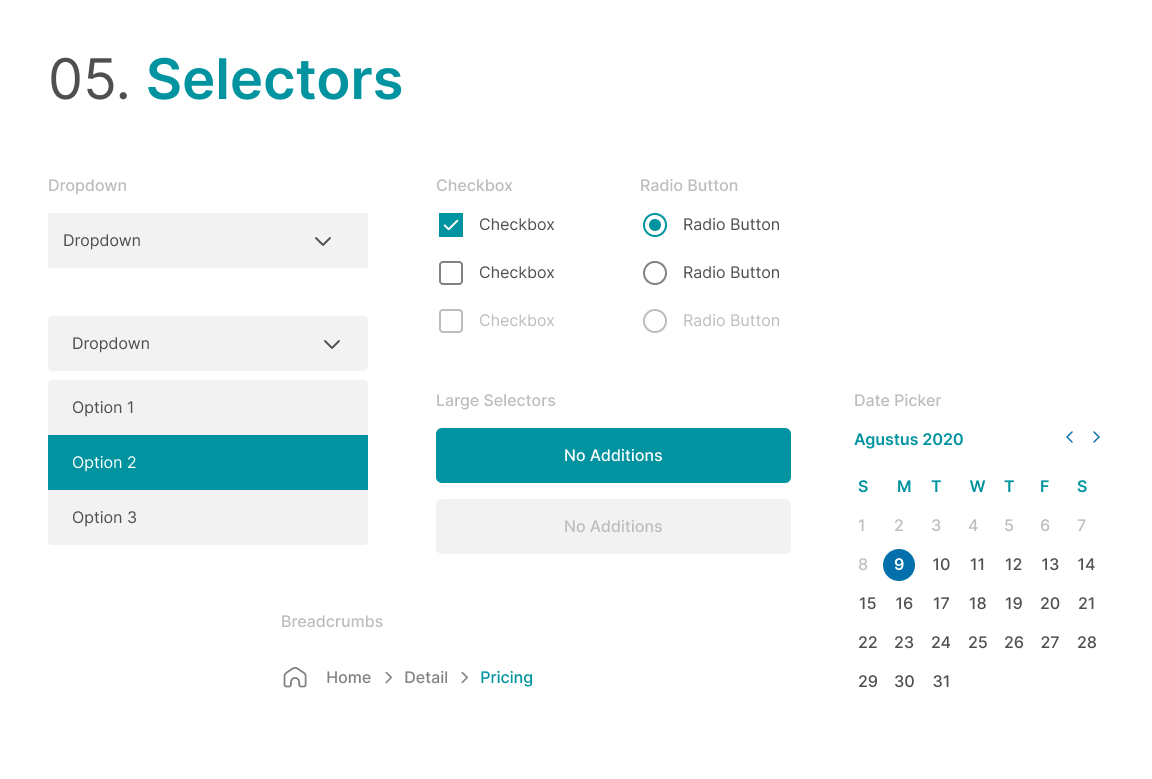 05. Selectors
Dropdown
Dropdown
Dropdown
Option 1
Option 2
Option 3
Checkbox
Checkbox
Checkbox
Checkbox
Radio Button
Radio Button
Radio Button
Radio Button
Large Selectors
No Additions
No Additions
Date Picker
Agustus 2020
S M T W T F S
1 2 3 4 5 6 7
8 9 10 11 12 13 14
15 16 17 18 19 20 21
22 23 24 25 26 27 28
29 30 31
Breadcrumbs
Home > Detail > Pricing